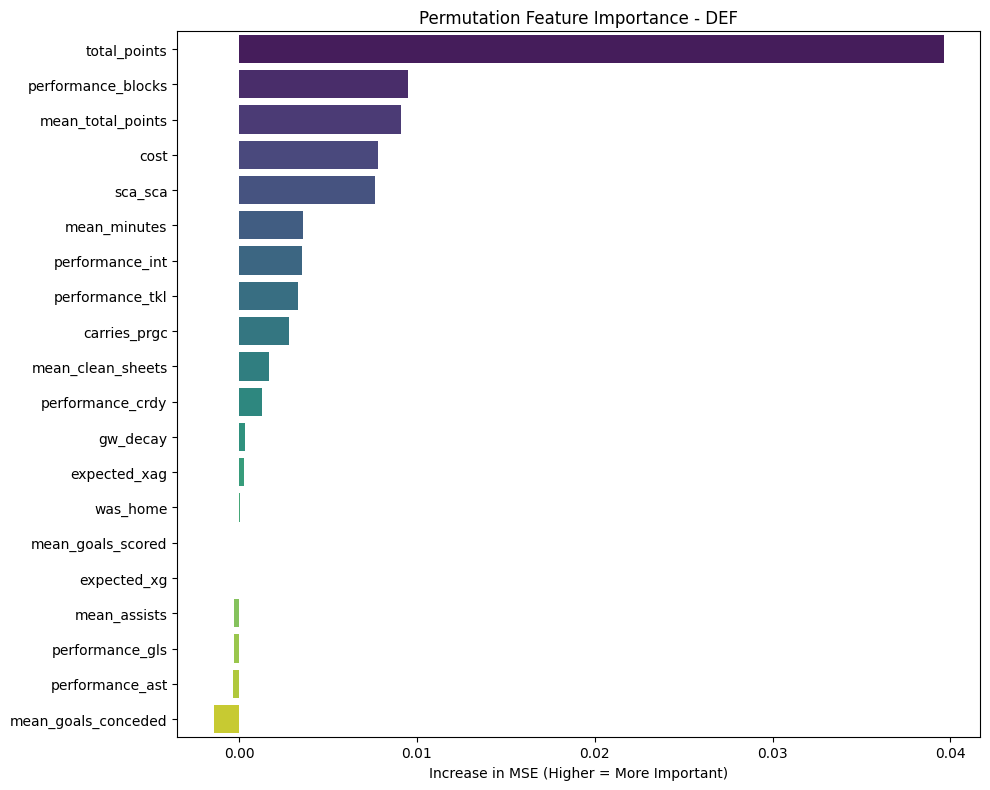 Permutation Feature Importance - DEF
total_points
performance_blocks
mean_total_points
cost
sca_sca
mean_minutes
performance_int
performance_tkl
carries_prgc
mean_clean_sheets
performance_crdy
gw_decay
expected_xag
was_home
mean_goals_scored
expected_xg
mean_assists
performance_gls
performance_ast
mean_goals_conceded
0.00 0.01 0.02 0.03 0.04
Increase in MSE (Higher = More Important)